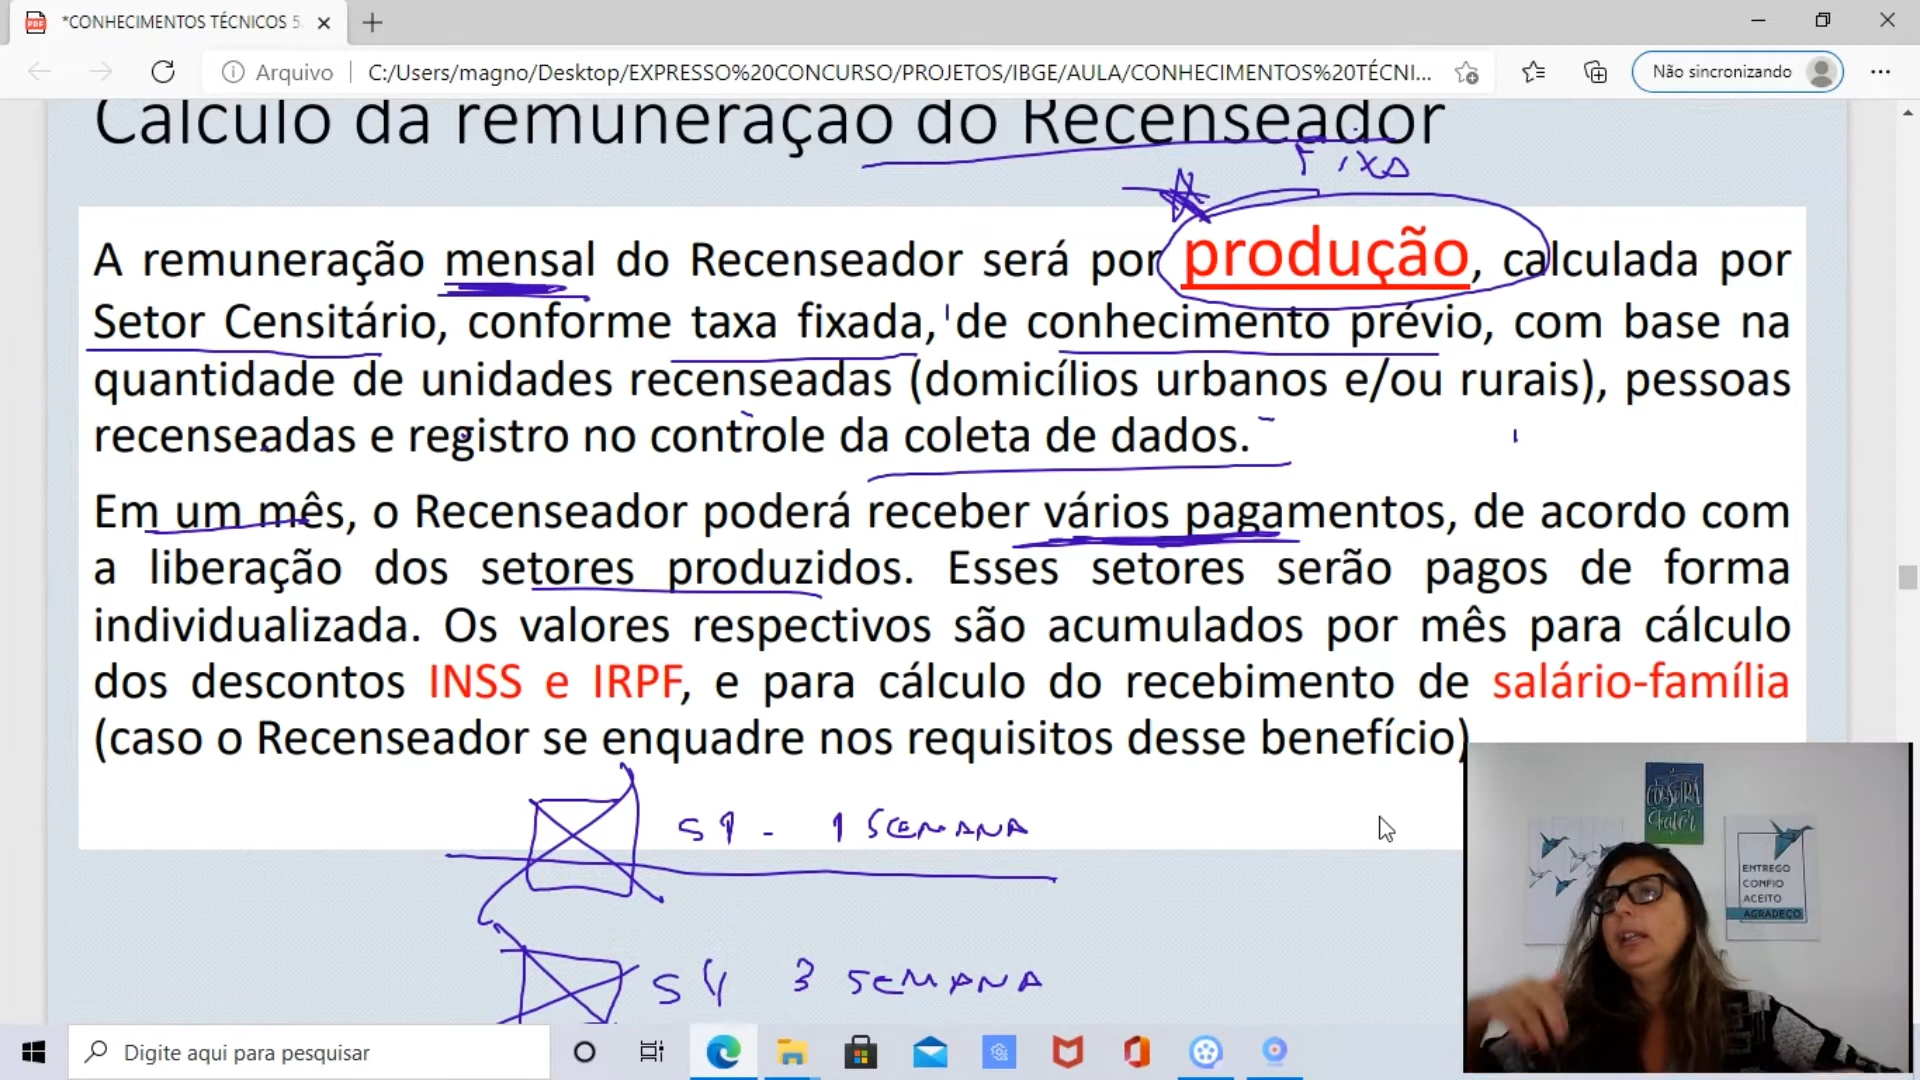 *CONHECIMENTOS TÉCNICOS 5
Arquivo
C:/Users/magno/Desktop/EXPRESSO%20CONCURSO/PROJETOS/IBGE/AULA/CONHECIMENTOS%20TÉCNI...
Não sincronizando
Cálculo da remuneração do Recenseador
Fixo
A remuneração mensal do Recenseador será por produção, calculada por
Setor Censitário, conforme taxa fixada, de conhecimento prévio, com base na
quantidade de unidades recenseadas (domicílios urbanos e/ou rurais), pessoas
recenseadas e registro no controle da coleta de dados.
Em um mês, o Recenseador poderá receber vários pagamentos, de acordo com
a liberação dos setores produzidos. Esses setores serão pagos de forma
individualizada. Os valores respectivos são acumulados por mês para cálculo
dos descontos INSS e IRPF, e para cálculo do recebimento de salário-família
(caso o Recenseador se enquadre nos requisitos desse benefício)
S1 - 1 SEMANA
S4 3 SEMANA
ENTREGO
CONFIO
ACEITO
AGRADEÇO
Digite aqui para pesquisar